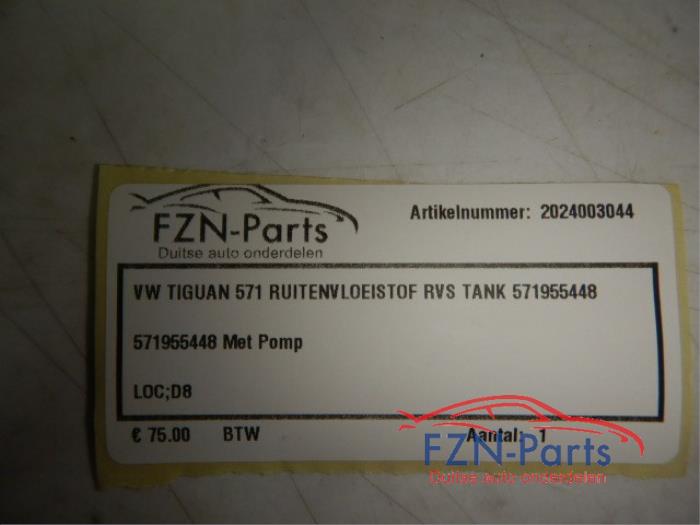 FZN-Parts
Duitse auto onderdelen
Artikelnummer: 2024003044
VW TIGUAN 571 RUITENVLOEISTOF RVS TANK 571955448
571955448 Met Pomp
LOC;D8
€ 75.00 BTW Aantal: 1
FZN-Parts
Duitse auto onderdelen